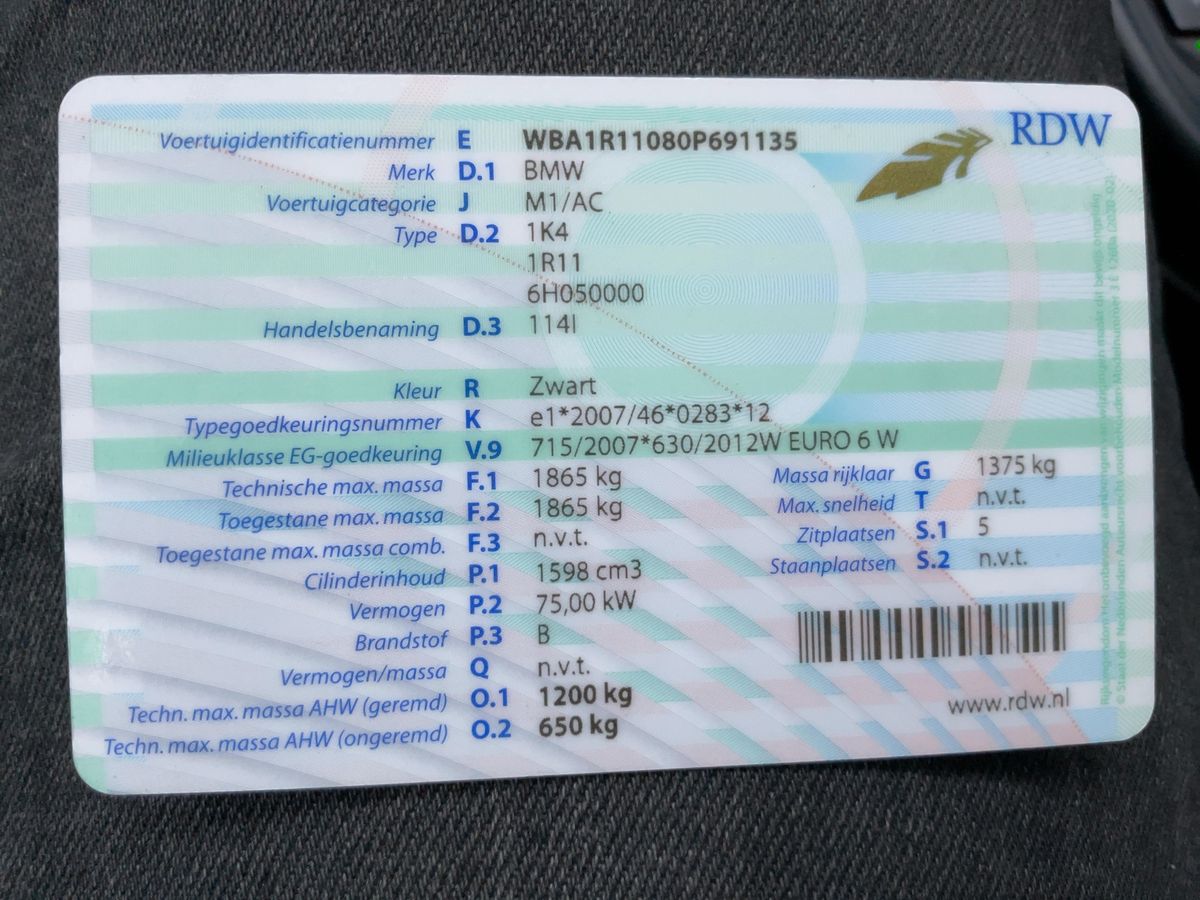 RDW
Voertuigidentificatienummer E WBA1R11080P691135
Merk D.1 BMW
Voertuigcategorie J M1/AC
Type D.2 1K4
1R11
6H050000
Handelsbenaming D.3 114I
Kleur R Zwart
Typegoedkeuringsnummer K e1*2007/46*0283*12
Milieuklasse EG-goedkeuring V.9 715/2007*630/2012W EURO 6 W
Technische max. massa F.1 1865 kg
Massa rijklaar G 1375 kg
Toegestane max. massa F.2 1865 kg
Max. snelheid T n.v.t.
Toegestane max. massa comb. F.3 n.v.t.
Zitplaatsen S.1 5
Cilinderinhoud P.1 1598 cm3
Staanplaatsen S.2 n.v.t.
Vermogen P.2 75,00 kW
Brandstof P.3 B
Vermogen/massa Q n.v.t.
Techn. max. massa AHW (geremd) O.1 1200 kg
Techn. max. massa AHW (ongeremd) O.2 650 kg
www.rdw.nl